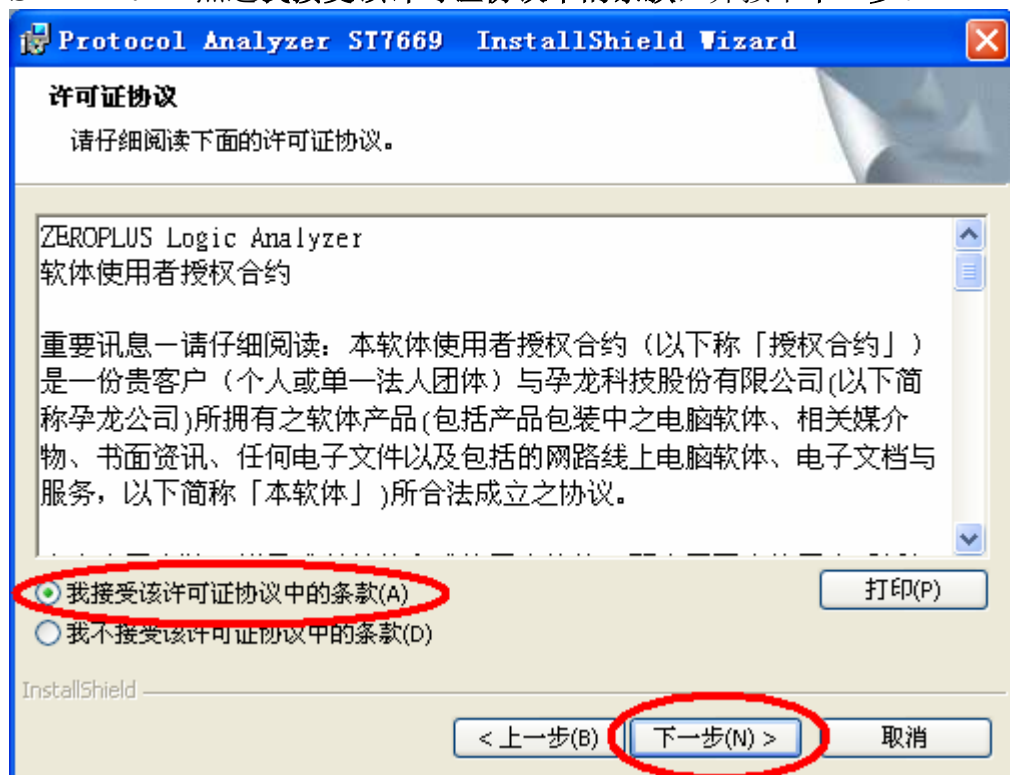 Protocol Analyzer ST7669 InstallShield Wizard
许可证协议
请仔细阅读下面的许可证协议。
ZEROPLUS Logic Analyzer
软体使用者授权合约
重要讯息一请仔细阅读：本软体使用者授权合约（以下称「授权合约」）
是一份贵客户（个人或单一法人团体）与孕龙科技股份有限公司(以下简
称孕龙公司)所拥有之软体产品(包括产品包装中之电脑软体、相关媒介
物、书面资讯、任何电子文件以及包括的网路线上电脑软体、电子文档与
服务，以下简称「本软体」)所合法成立之协议。
我接受该许可证协议中的条款(A)
打印(P)
我不接受该许可证协议中的条款(D)
InstallShield
< 上一步(B)
下一步(N) >
取消